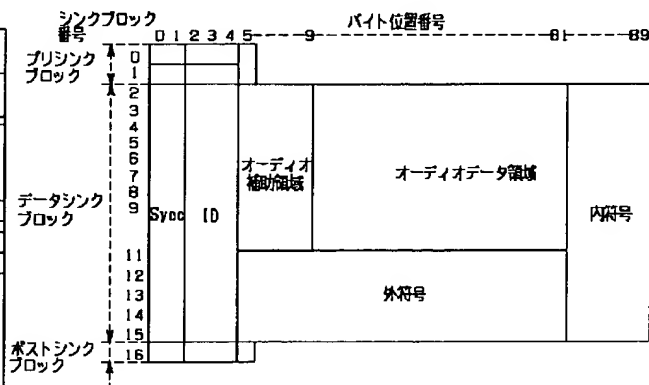 シンクブロック
番号
バイト位置番号
0 1 2 3 4 5 9 81 89
プリシンク
ブロック
0
1
2
3
4
5
6
7
8
9
11
12
13
14
15
16
データシンク
ブロック
Sync
ID
オーディオ
補助領域
オーディオデータ領域
内符号
外符号
ポストシンク
ブロック